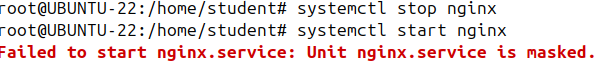 root@UBUNTU-22:/home/student# systemctl stop nginx
root@UBUNTU-22:/home/student# systemctl start nginx
Failed to start nginx.service: Unit nginx.service is masked.